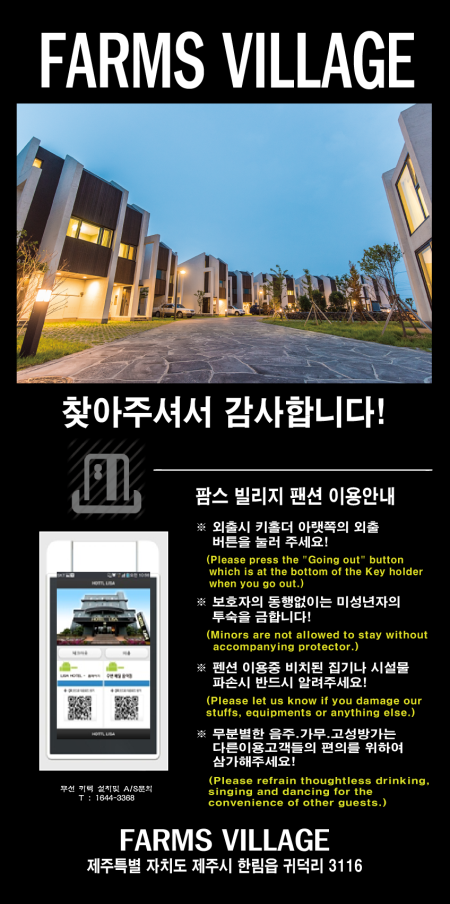 FARMS VILLAGE
찾아주셔서 감사합니다!
팜스 빌리지 팬션 이용안내
※ 외출시 키홀더 아랫쪽의 외출
버튼을 눌러 주세요!
(Please press the "Going out" button
which is at the bottom of the Key holder
when you go out.)
※ 보호자의 동행없이는 미성년자의
투숙을 금합니다!
(Minors are not allowed to stay without
accompanying protector.)
※ 펜션 이용중 비치된 집기나 시설물
파손시 반드시 알려주세요!
(Please let us know if you damage our
stuffs, equipments or anything else.)
※ 무분별한 음주.가무.고성방가는
다른이용고객들의 편의를 위하여
삼가해주세요!
(Please refrain thoughtless drinking,
singing and dancing for the
convenience of other guests.)
HOTEL LISA
HOTEL LISA
무선 키텍 설치및 A/S문의
T : 1644-3368
FARMS VILLAGE
제주특별 자치도 제주시 한림읍 귀덕리 3116